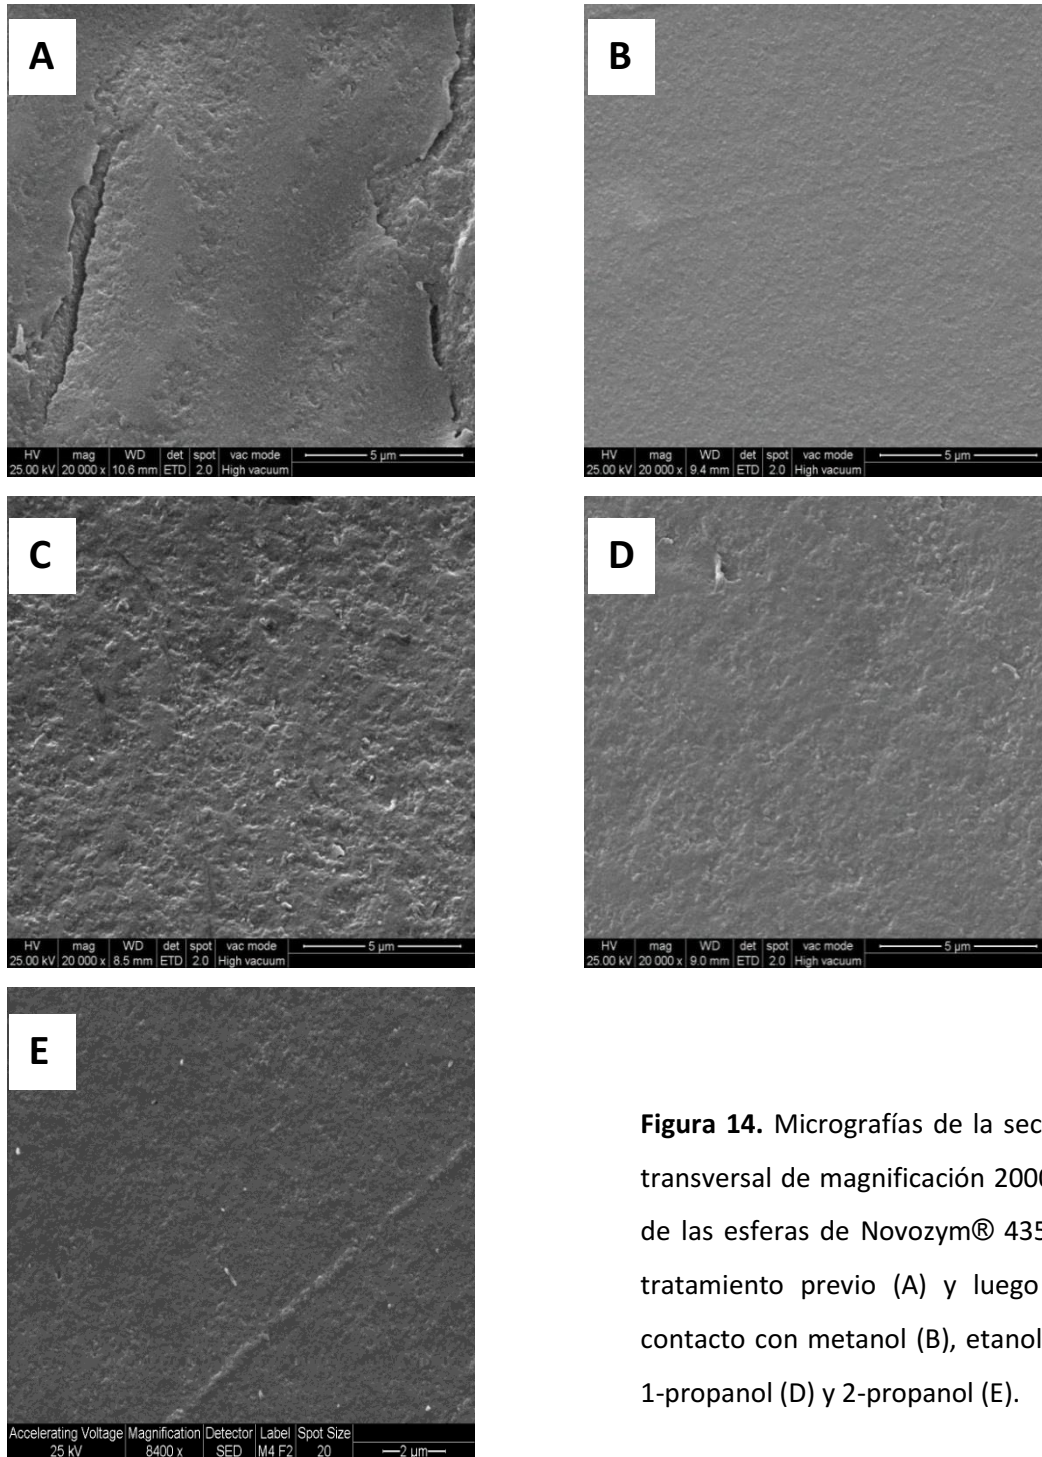 A
HV mag WD det spot vac mode 5 µm
25.00 kV 20 000 x 10.6 mm ETD 2.0 High vacuum
B
HV mag WD det spot vac mode 5 µm
25.00 kV 20 000 x 9.4 mm ETD 2.0 High vacuum
C
HV mag WD det spot vac mode 5 µm
25.00 kV 20 000 x 8.5 mm ETD 2.0 High vacuum
D
HV mag WD det spot vac mode 5 µm
25.00 kV 20 000 x 9.0 mm ETD 2.0 High vacuum
E
Accelerating Voltage Magnification Detector Label Spot Size
25 kV 8400 x SED M4 F2 20 2 µm
Figura 14. Micrografías de la sec
transversal de magnificación 200
de las esferas de Novozym® 435
tratamiento previo (A) y luego
contacto con metanol (B), etanol
1-propanol (D) y 2-propanol (E).